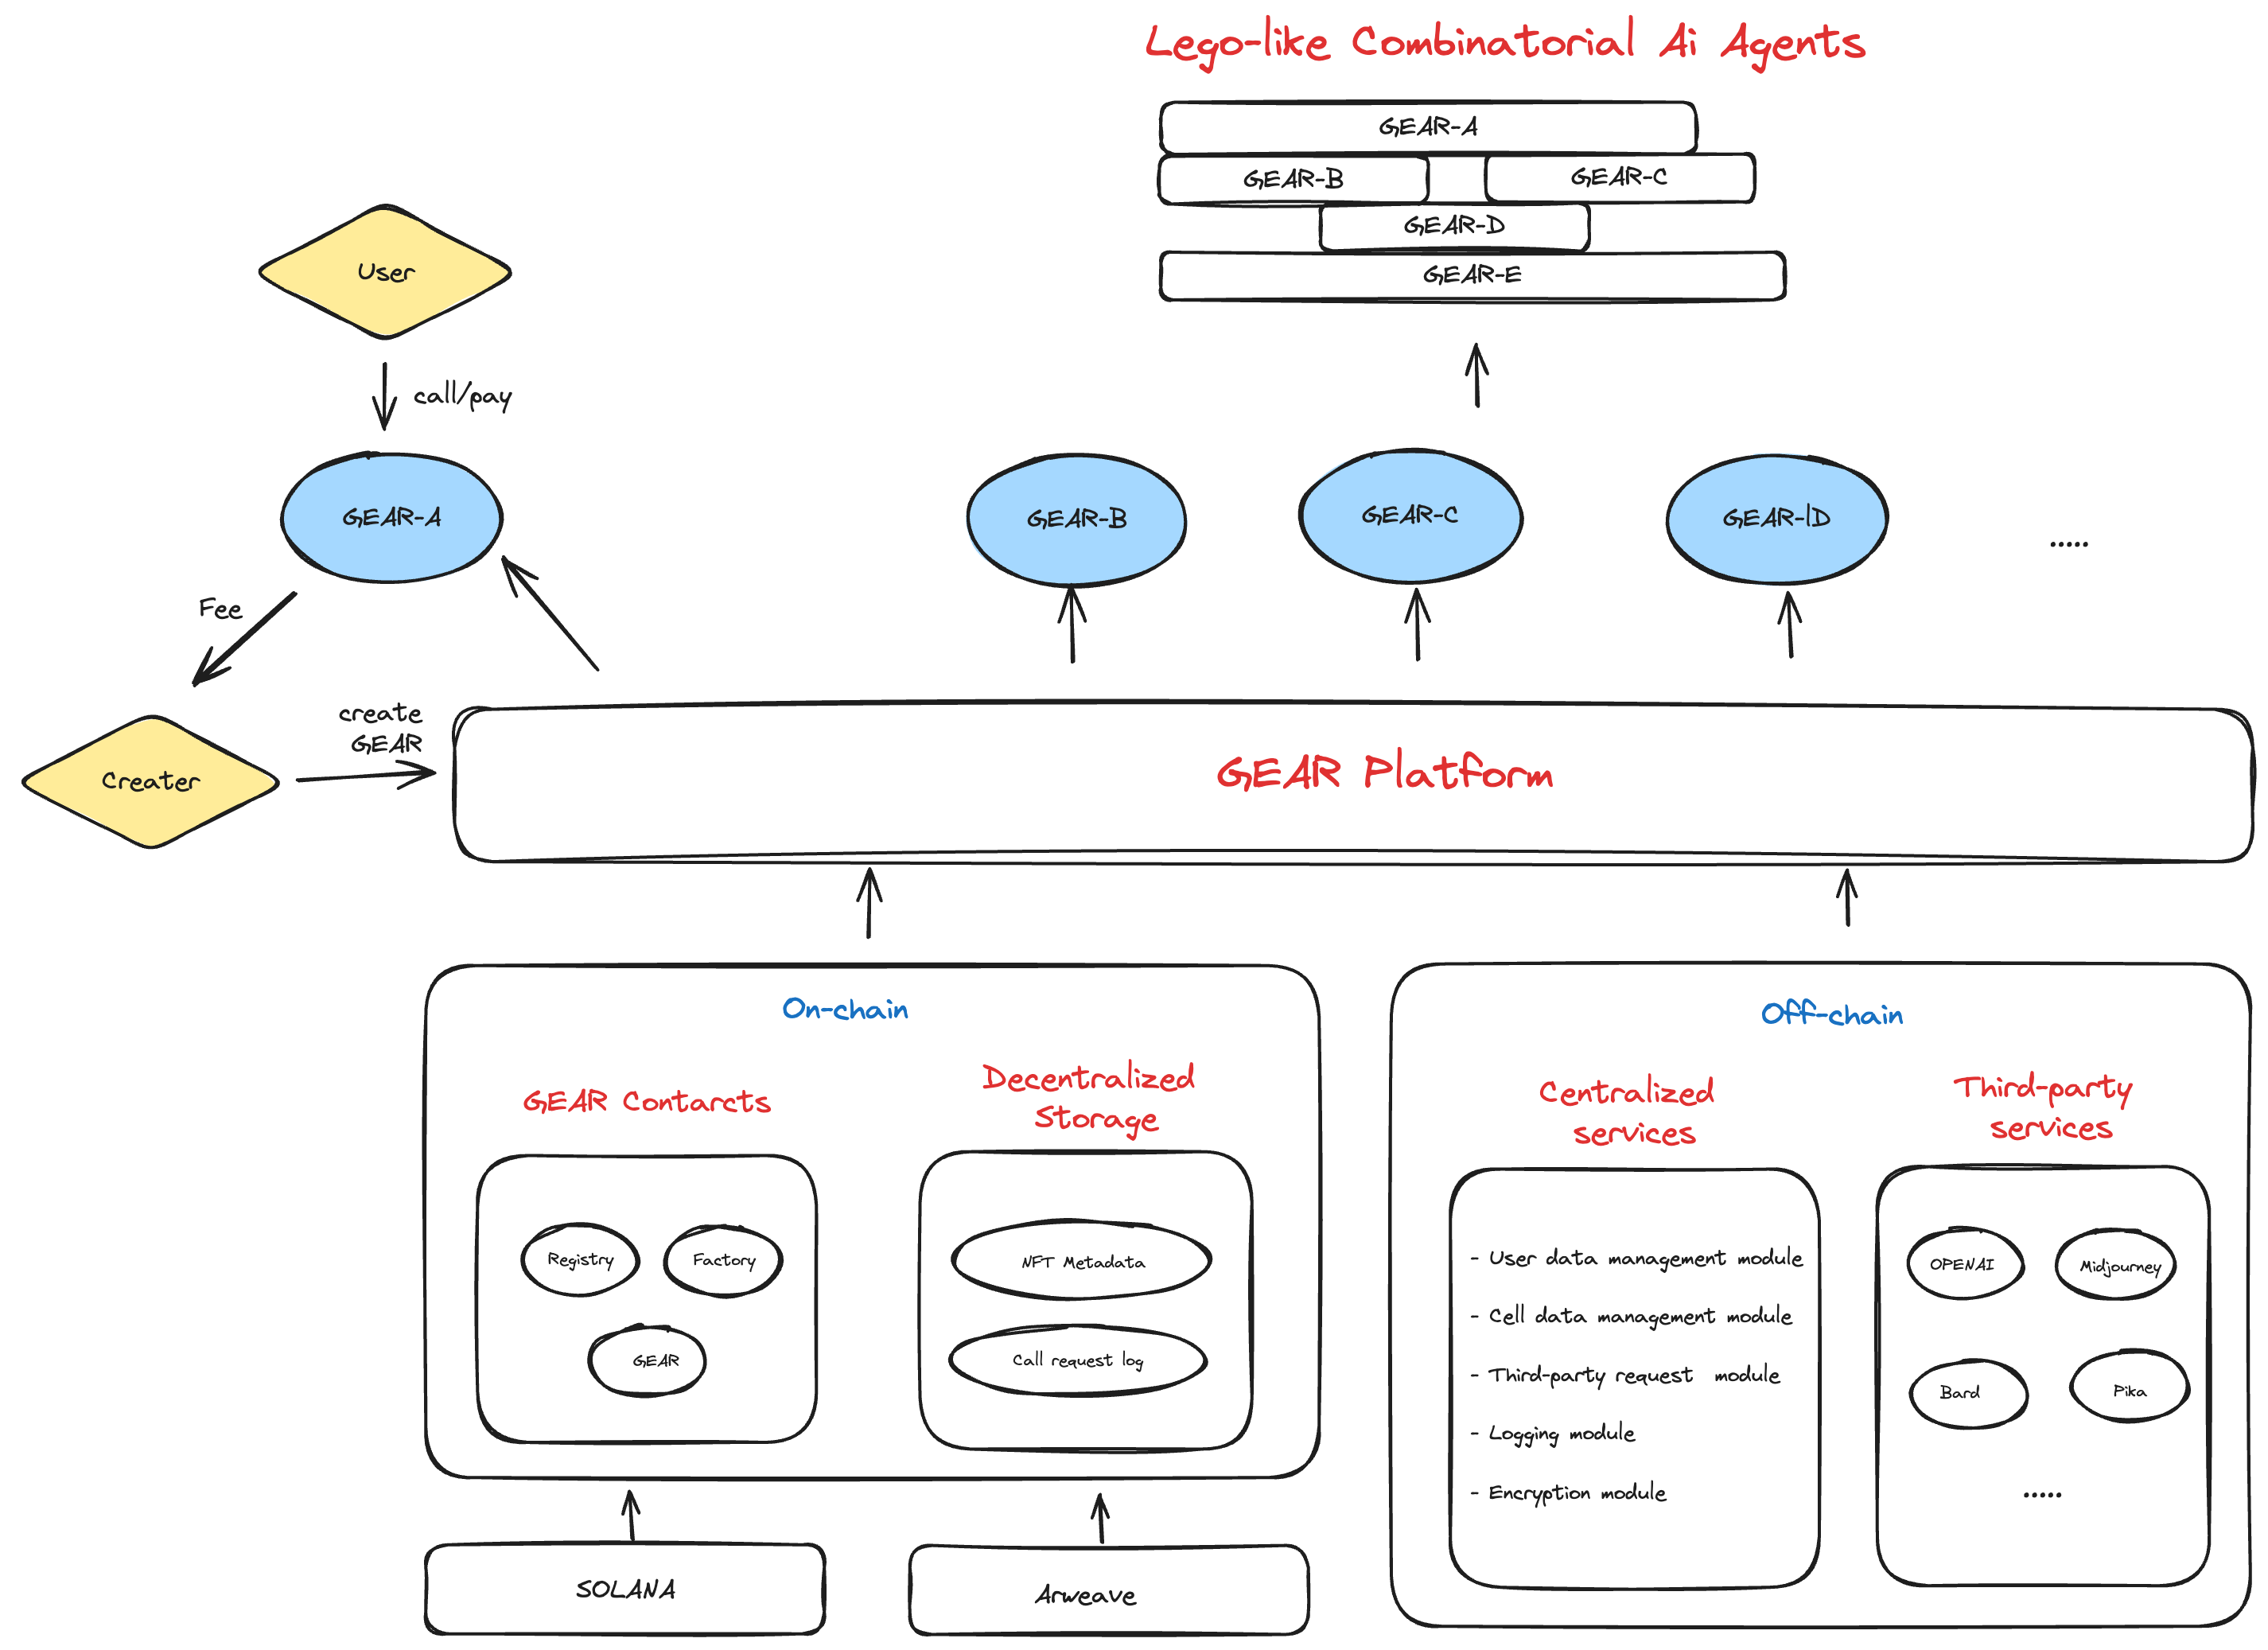 Lego-like Combinatorial Ai Agents
GEAR-A
GEAR-B
GEAR-C
GEAR-D
GEAR-E
User
call/pay
GEAR-A
GEAR-B
GEAR-C
GEAR-ID
.....
Fee
create
GEAR
Creater
GEAR Platform
On-chain
GEAR Contarcts
Registry
Factory
GEAR
Decentralized
Storage
NFT Metadata
Call request log
Off-chain
Centralized
services
- User data management module
- Cell data management module
- Third-party request module
- Logging module
- Encryption module
Third-party
services
OPENAI
Midjourney
Bard
Pika
.....
SOLANA
Arweave